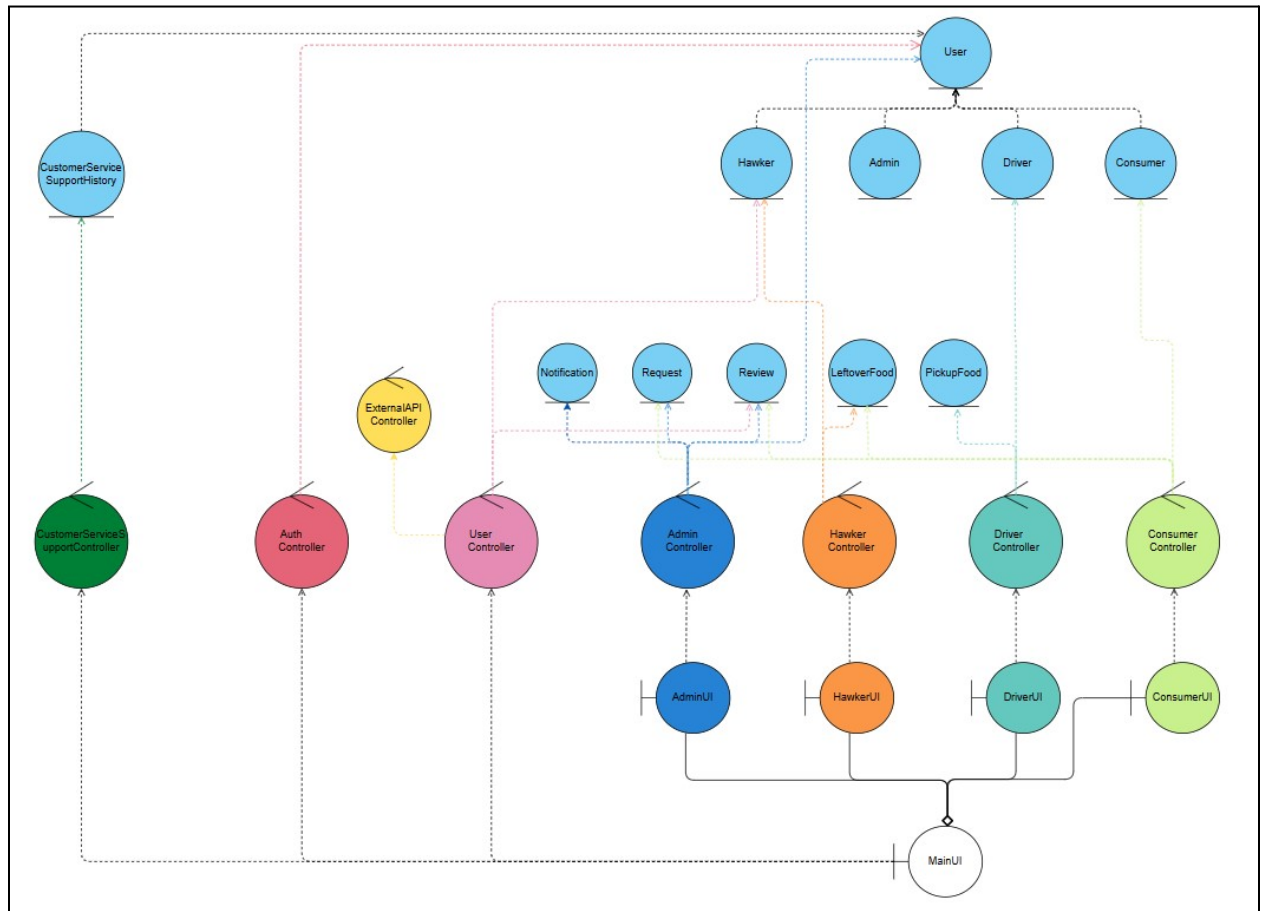 User
CustomerService
SupportHistory
Hawker
Admin
Driver
Consumer
Notification
Request
Review
LeftoverFood
PickupFood
ExternalAPI
Controller
CustomerServiceS
upportController
Auth
Controller
User
Controller
Admin
Controller
Hawker
Controller
Driver
Controller
Consumer
Controller
AdminUI
HawkerUI
DriverUI
ConsumerUI
MainUI